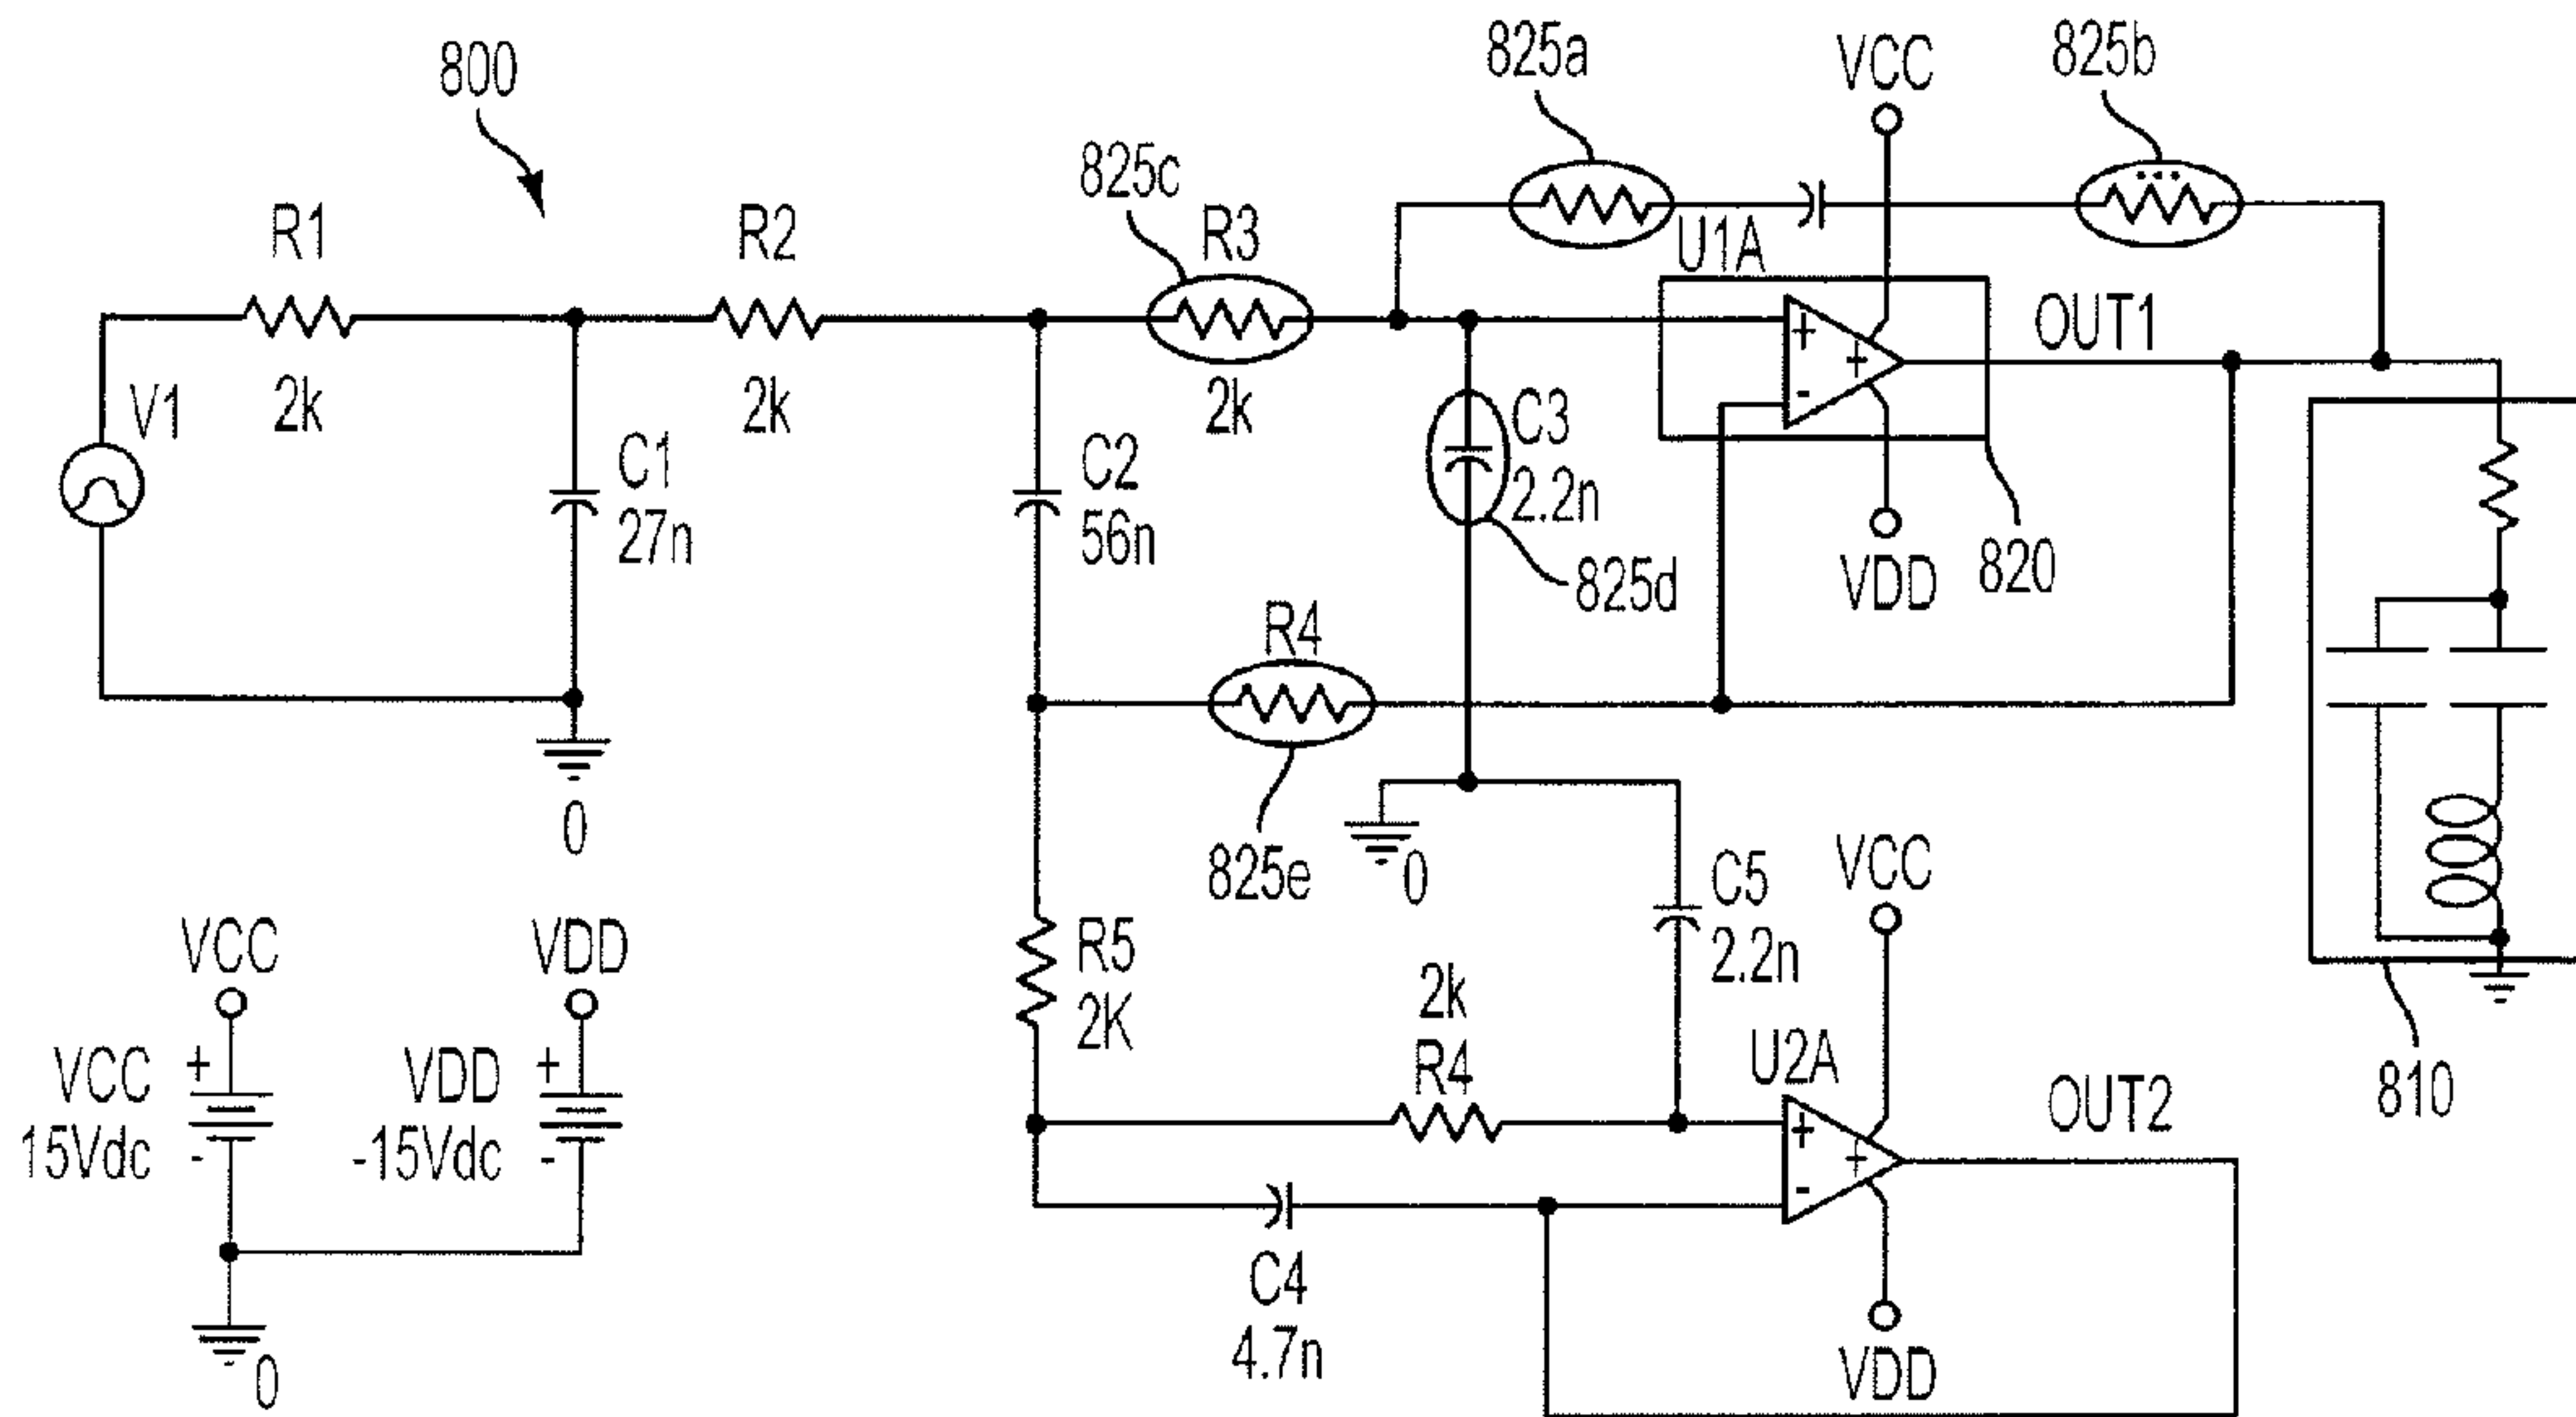 800
825a
VCC
825b
825c
R1
R2
R3
U1A
OUT1
+
+
-
V1
2k
2k
2k
C1
27n
C2
56n
C3
2.2n
825d
VDD
820
R4
825e
0
0
C5
2.2n
VCC
VCC
VDD
R5
2K
2k
R4
U2A
OUT2
810
VCC
15Vdc
+
-
VDD
-15Vdc
+
-
+
+
-
C4
4.7n
VDD
0